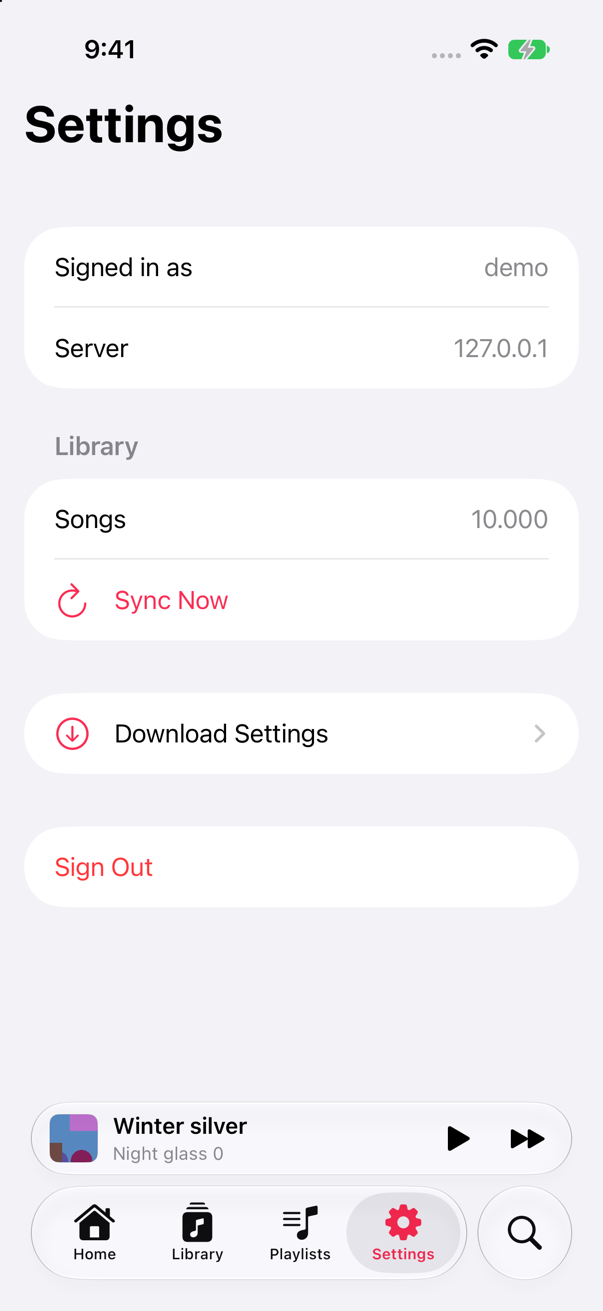 9:41
Settings
Signed in as demo
Server 127.0.0.1
Library
Songs 10.000
Sync Now
Download Settings
Sign Out
Winter silver
Night glass 0
Home Library Playlists Settings